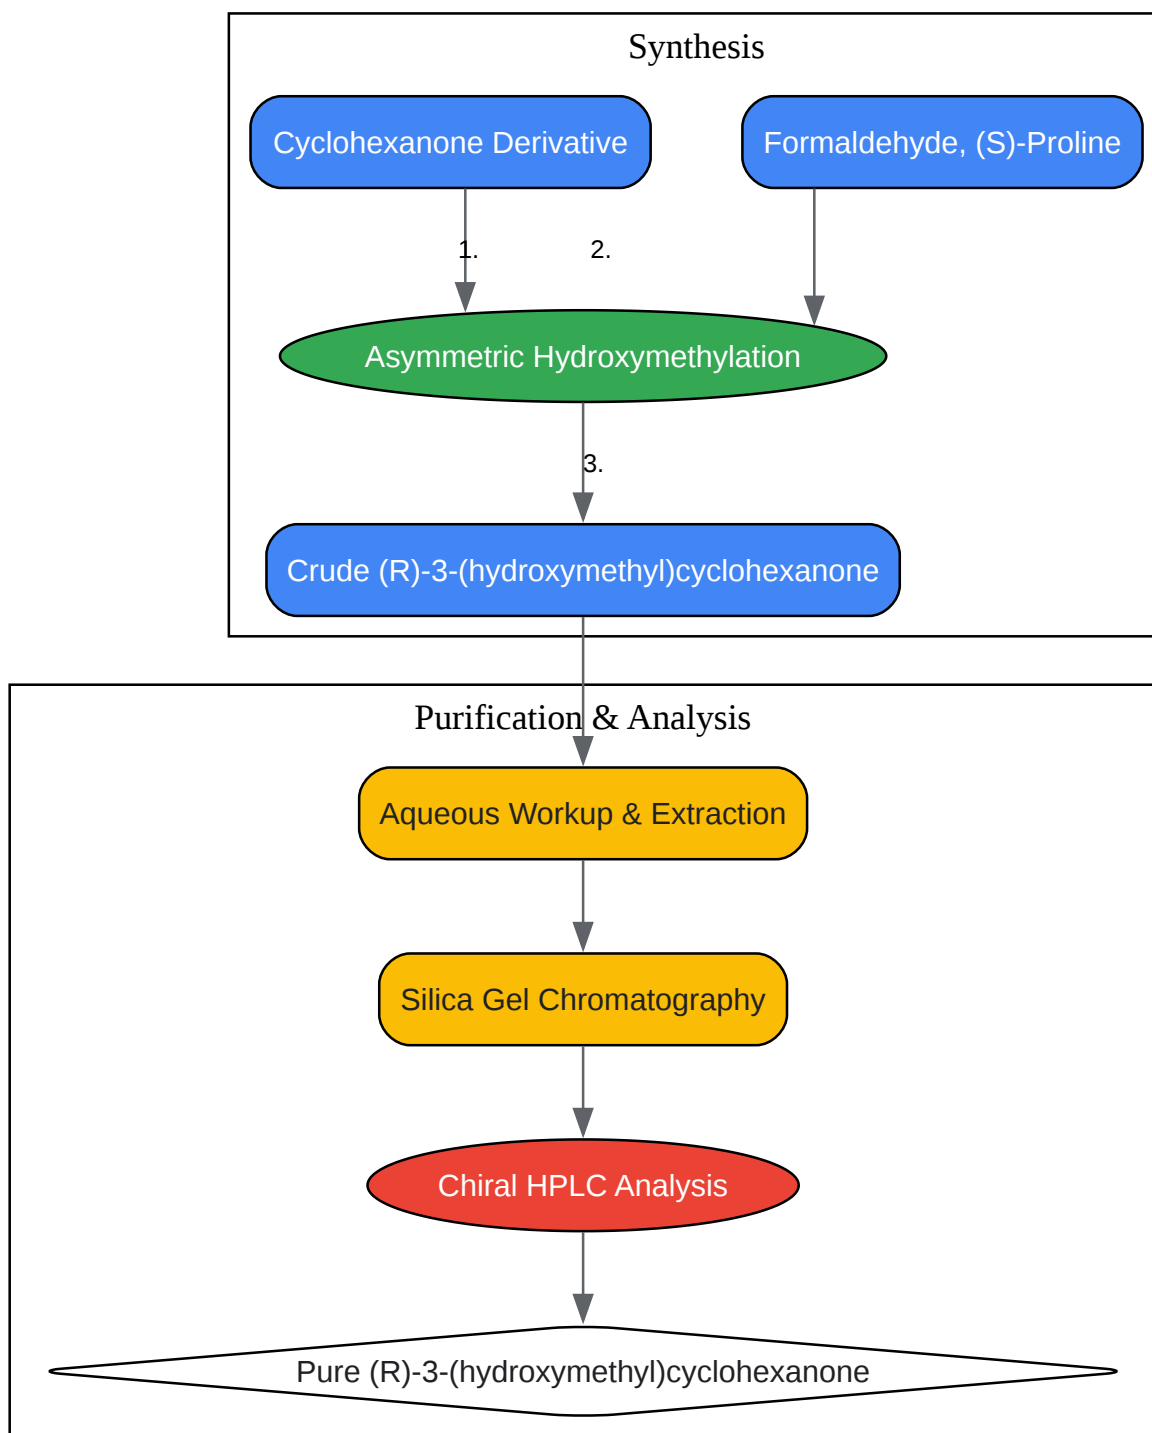 Synthesis
Cyclohexanone Derivative
Formaldehyde, (S)-Proline
1.
2.
Asymmetric Hydroxymethylation
3.
Crude (R)-3-(hydroxymethyl)cyclohexanone
Purification & Analysis
Aqueous Workup & Extraction
Silica Gel Chromatography
Chiral HPLC Analysis
Pure (R)-3-(hydroxymethyl)cyclohexanone